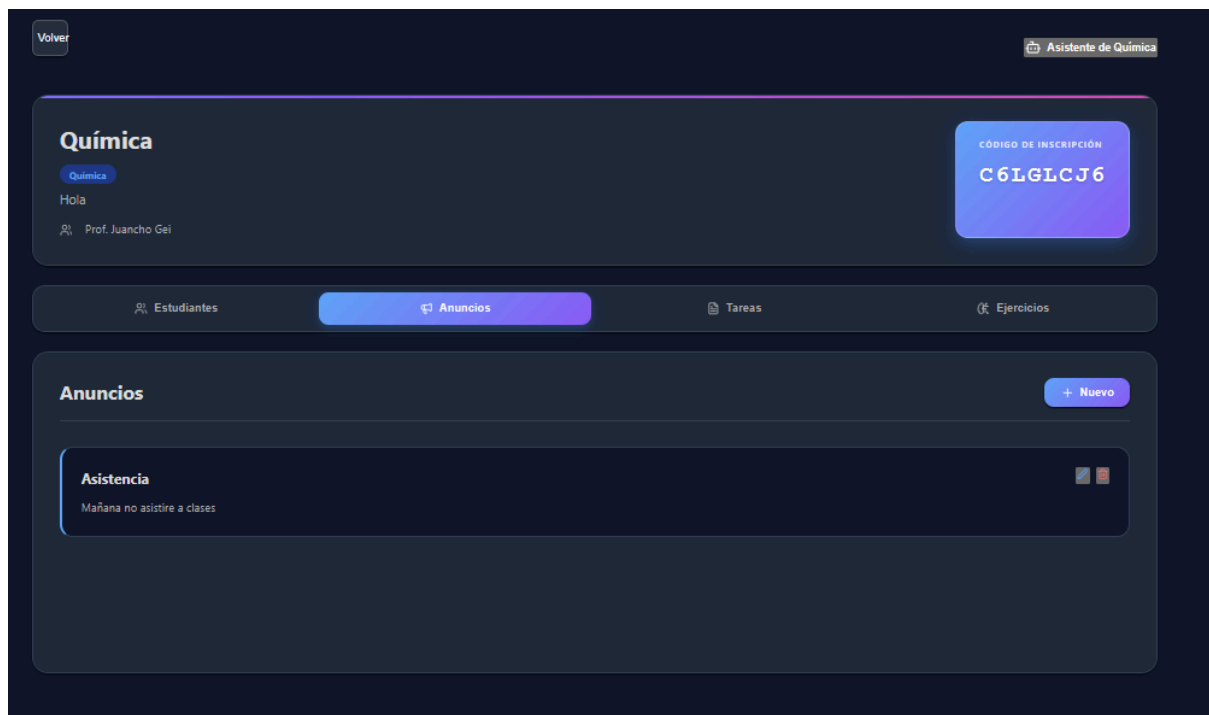 Volver
Asistente de Química
Química
Química
Hola
Prof. Juancho Gei
CÓDIGO DE INSCRIPCIÓN
C6LGLCJ6
Estudiantes
Anuncios
Tareas
Ejercicios
Anuncios
+ Nuevo
Asistencia
Mañana no asistire a clases